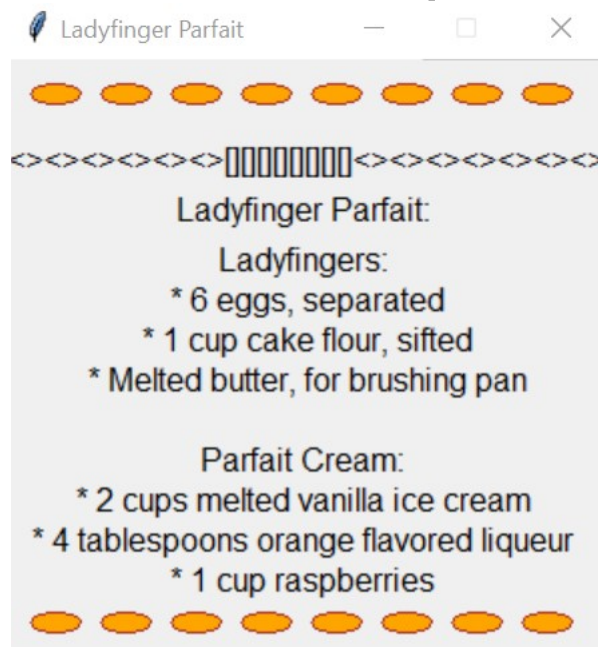 Ladyfinger Parfait
<><><><><><>[][][][][][][][]<><><><><><><>
Ladyfinger Parfait:
Ladyfingers:
* 6 eggs, separated
* 1 cup cake flour, sifted
* Melted butter, for brushing pan
Parfait Cream:
* 2 cups melted vanilla ice cream
* 4 tablespoons orange flavored liqueur
* 1 cup raspberries